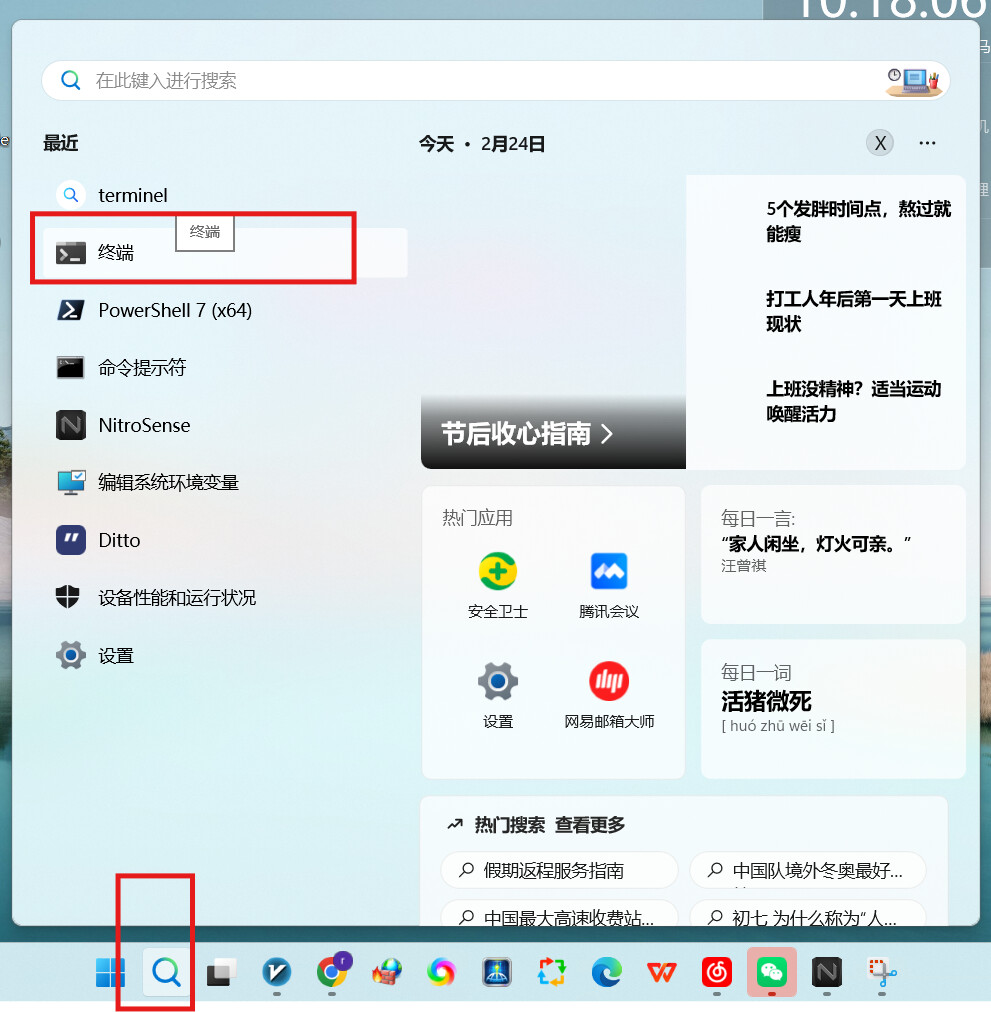 10:18:06
在此键入进行搜索
最近
今天 • 2月24日
X
terminel
终端
终端
PowerShell 7 (x64)
命令提示符
NitroSense
编辑系统环境变量
Ditto
设备性能和运行状况
设置
节后收心指南
5个发胖时间点，熬过就
能瘦
打工人年后第一天上班
现状
上班没精神？适当运动
唤醒活力
热门应用
安全卫士
腾讯会议
设置
网易邮箱大师
每日一言:
“家人闲坐，灯火可亲。”
汪曾祺
每日一词
活猪微死
[ huó zhū wēi sǐ ]
热门搜索 查看更多
假期返程服务指南
中国队境外冬奥最好...
中国最大高速收费站...
初七 为什么称为“人...